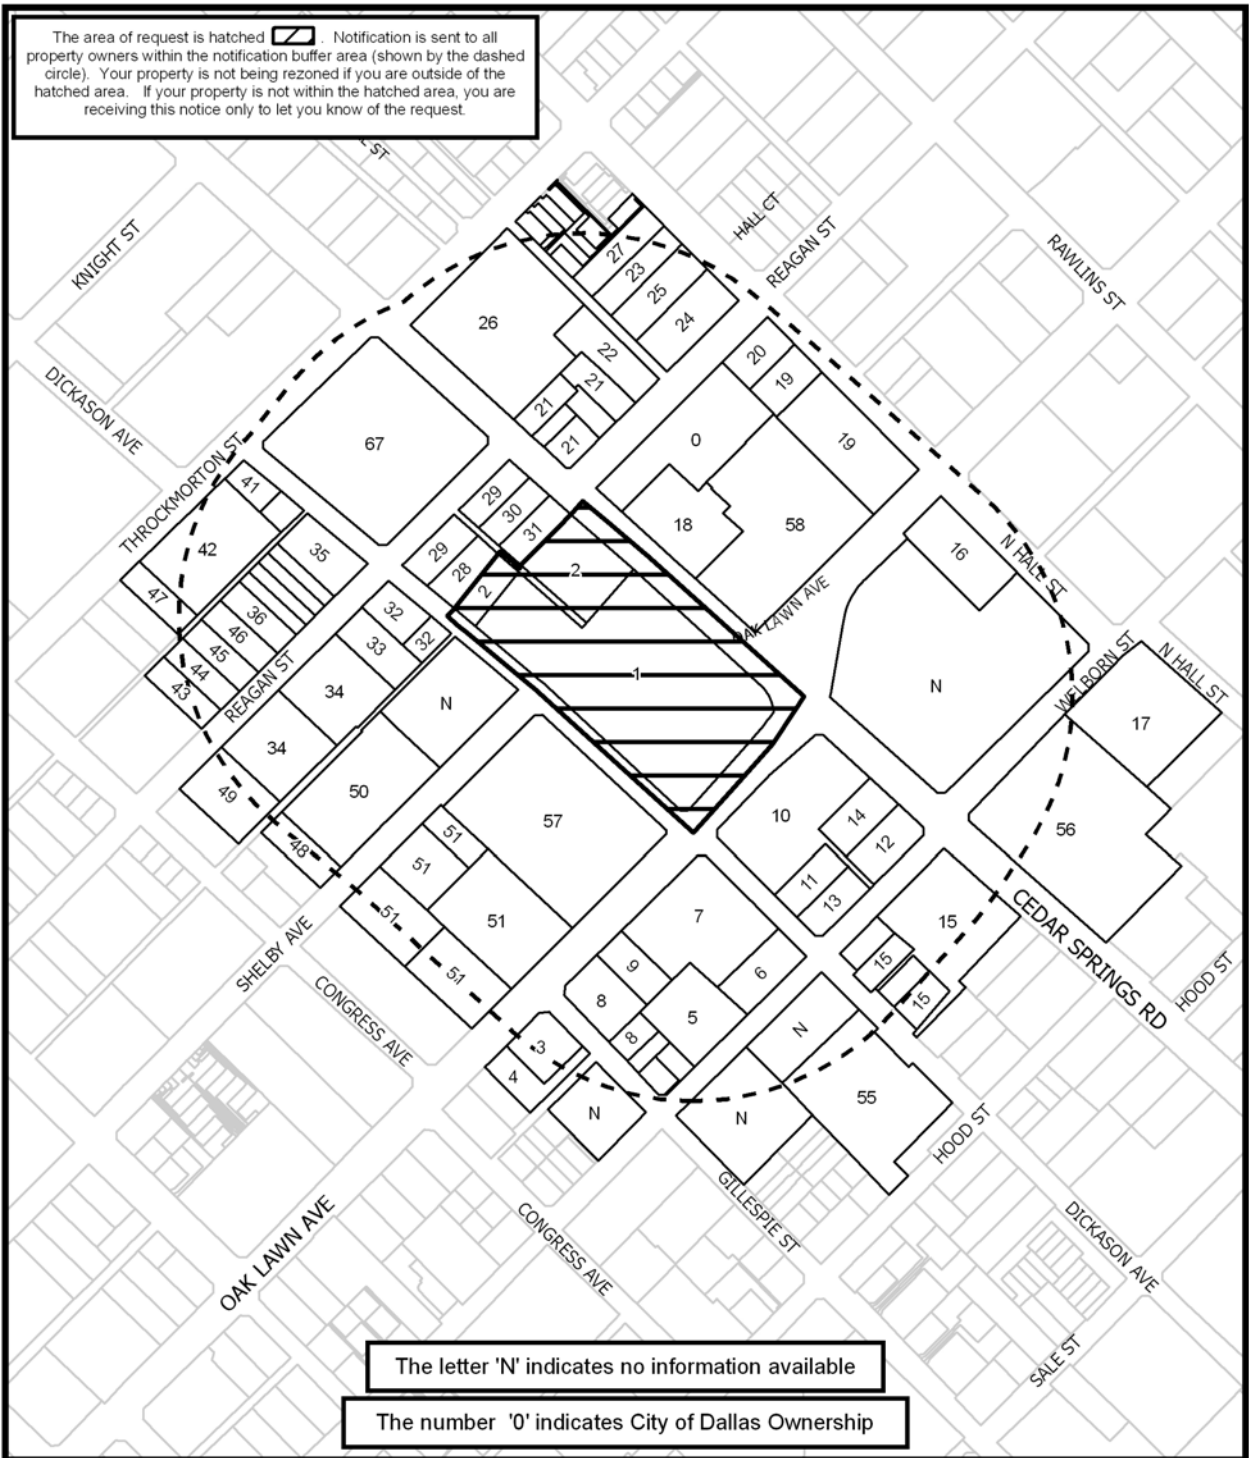 The area of request is hatched . Notification is sent to all
property owners within the notification buffer area (shown by the dashed
circle). Your property is not being rezoned if you are outside of the
hatched area. If your property is not within the hatched area, you are
receiving this notice only to let you know of the request.
ST
KNIGHT ST
HALL CT
REAGAN ST
RAWLINS ST
DICKASON AVE
THROCKMORTON ST
27
23
25
24
26
22
21
21
21
20
19
19
0
18
58
67
29
30
31
29
28
2
2
1
41
42
47
35
36
46
45
44
43
REAGAN ST
32
32
33
34
34
49
N
50
48
OAK LAWN AVE
16
N HALL ST
N
WELBORN ST
N HALL ST
17
56
57
51
51
51
51
51
10
14
12
11
13
7
9
8
8
6
5
15
15
15
CEDAR SPRINGS RD
HOOD ST
SHELBY AVE
CONGRESS AVE
3
4
N
N
N
55
HOOD ST
GILLESPIE ST
CONGRESS AVE
DICKASON AVE
OAK LAWN AVE
SALE ST
The letter 'N' indicates no information available
The number '0' indicates City of Dallas Ownership